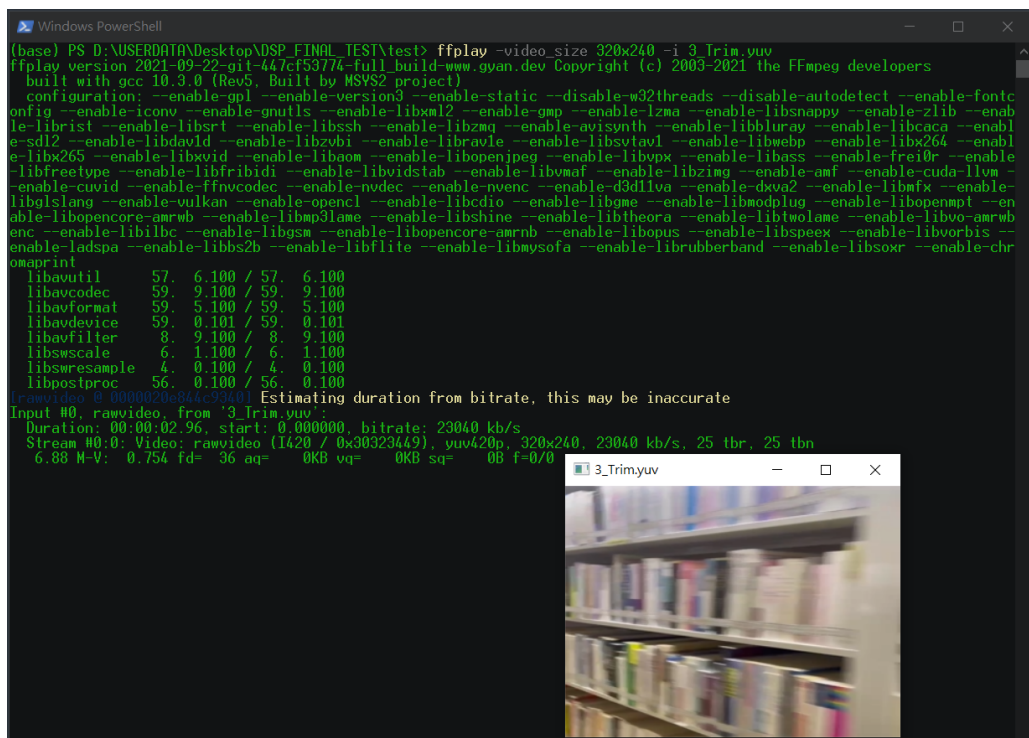 Windows PowerShell
(base) PS D:\USERDATA\Desktop\DSP_FINAL_TEST\test> ffplay -video_size 320x240 -i 3_Trim.yuv
ffplay version 2021-09-22-git-447cf53774-full_build-www.gyan.dev Copyright (c) 2003-2021 the FFmpeg developers
  built with gcc 10.3.0 (Rev5, Built by MSYS2 project)
  configuration: --enable-gpl --enable-version3 --enable-static --disable-w32threads --disable-autodetect --enable-fontc
onfig --enable-iconv --enable-gnutls --enable-libxml2 --enable-gmp --enable-lzma --enable-libsnappy --enable-zlib --enab
le-librist --enable-libsrt --enable-libssh --enable-libzmq --enable-avisynth --enable-libbluray --enable-libcaca --enabl
e-sdl2 --enable-libdav1d --enable-libzvbi --enable-librav1e --enable-libsvtav1 --enable-libwebp --enable-libx264 --enabl
e-libx265 --enable-libxvid --enable-libaom --enable-libopenjpeg --enable-libvpx --enable-libass --enable-frei0r --enable
-libfreetype --enable-libfribidi --enable-libvidstab --enable-libvmaf --enable-libzimg --enable-amf --enable-cuda-llvm -
-enable-cuvid --enable-ffnvcodec --enable-nvdec --enable-nvenc --enable-d3d11va --enable-dxva2 --enable-libmfx --enable-
libglslang --enable-vulkan --enable-opencl --enable-libcdio --enable-libgme --enable-libmodplug --enable-libopenmpt --en
able-libopencore-amrwb --enable-libmp3lame --enable-libshine --enable-libtheora --enable-libtwolame --enable-libvo-amrwb
enc --enable-libilbc --enable-libgsm --enable-libopencore-amrnb --enable-libopus --enable-libspeex --enable-libvorbis --
enable-ladspa --enable-libbs2b --enable-libflite --enable-libmysofa --enable-librubberband --enable-libsoxr --enable-chr
omaprint
  libavutil      57.  6.100 / 57.  6.100
  libavcodec     59.  9.100 / 59.  9.100
  libavformat    59.  5.100 / 59.  5.100
  libavdevice    59.  0.101 / 59.  0.101
  libavfilter     8.  9.100 /  8.  9.100
  libswscale      6.  1.100 /  6.  1.100
  libswresample   4.  0.100 /  4.  0.100
  libpostproc    56.  0.100 / 56.  0.100
[rawvideo @ 0000020e844c9340] Estimating duration from bitrate, this may be inaccurate
Input #0, rawvideo, from '3_Trim.yuv':
  Duration: 00:00:02.96, start: 0.000000, bitrate: 23040 kb/s
  Stream #0:0: Video: rawvideo (I420 / 0x30323449), yuv420p, 320x240, 23040 kb/s, 25 tbr, 25 tbn
   6.88 M-V:  0.754 fd=  36 aq=    0KB vq=    0KB sq=    0B f=0/0
3_Trim.yuv